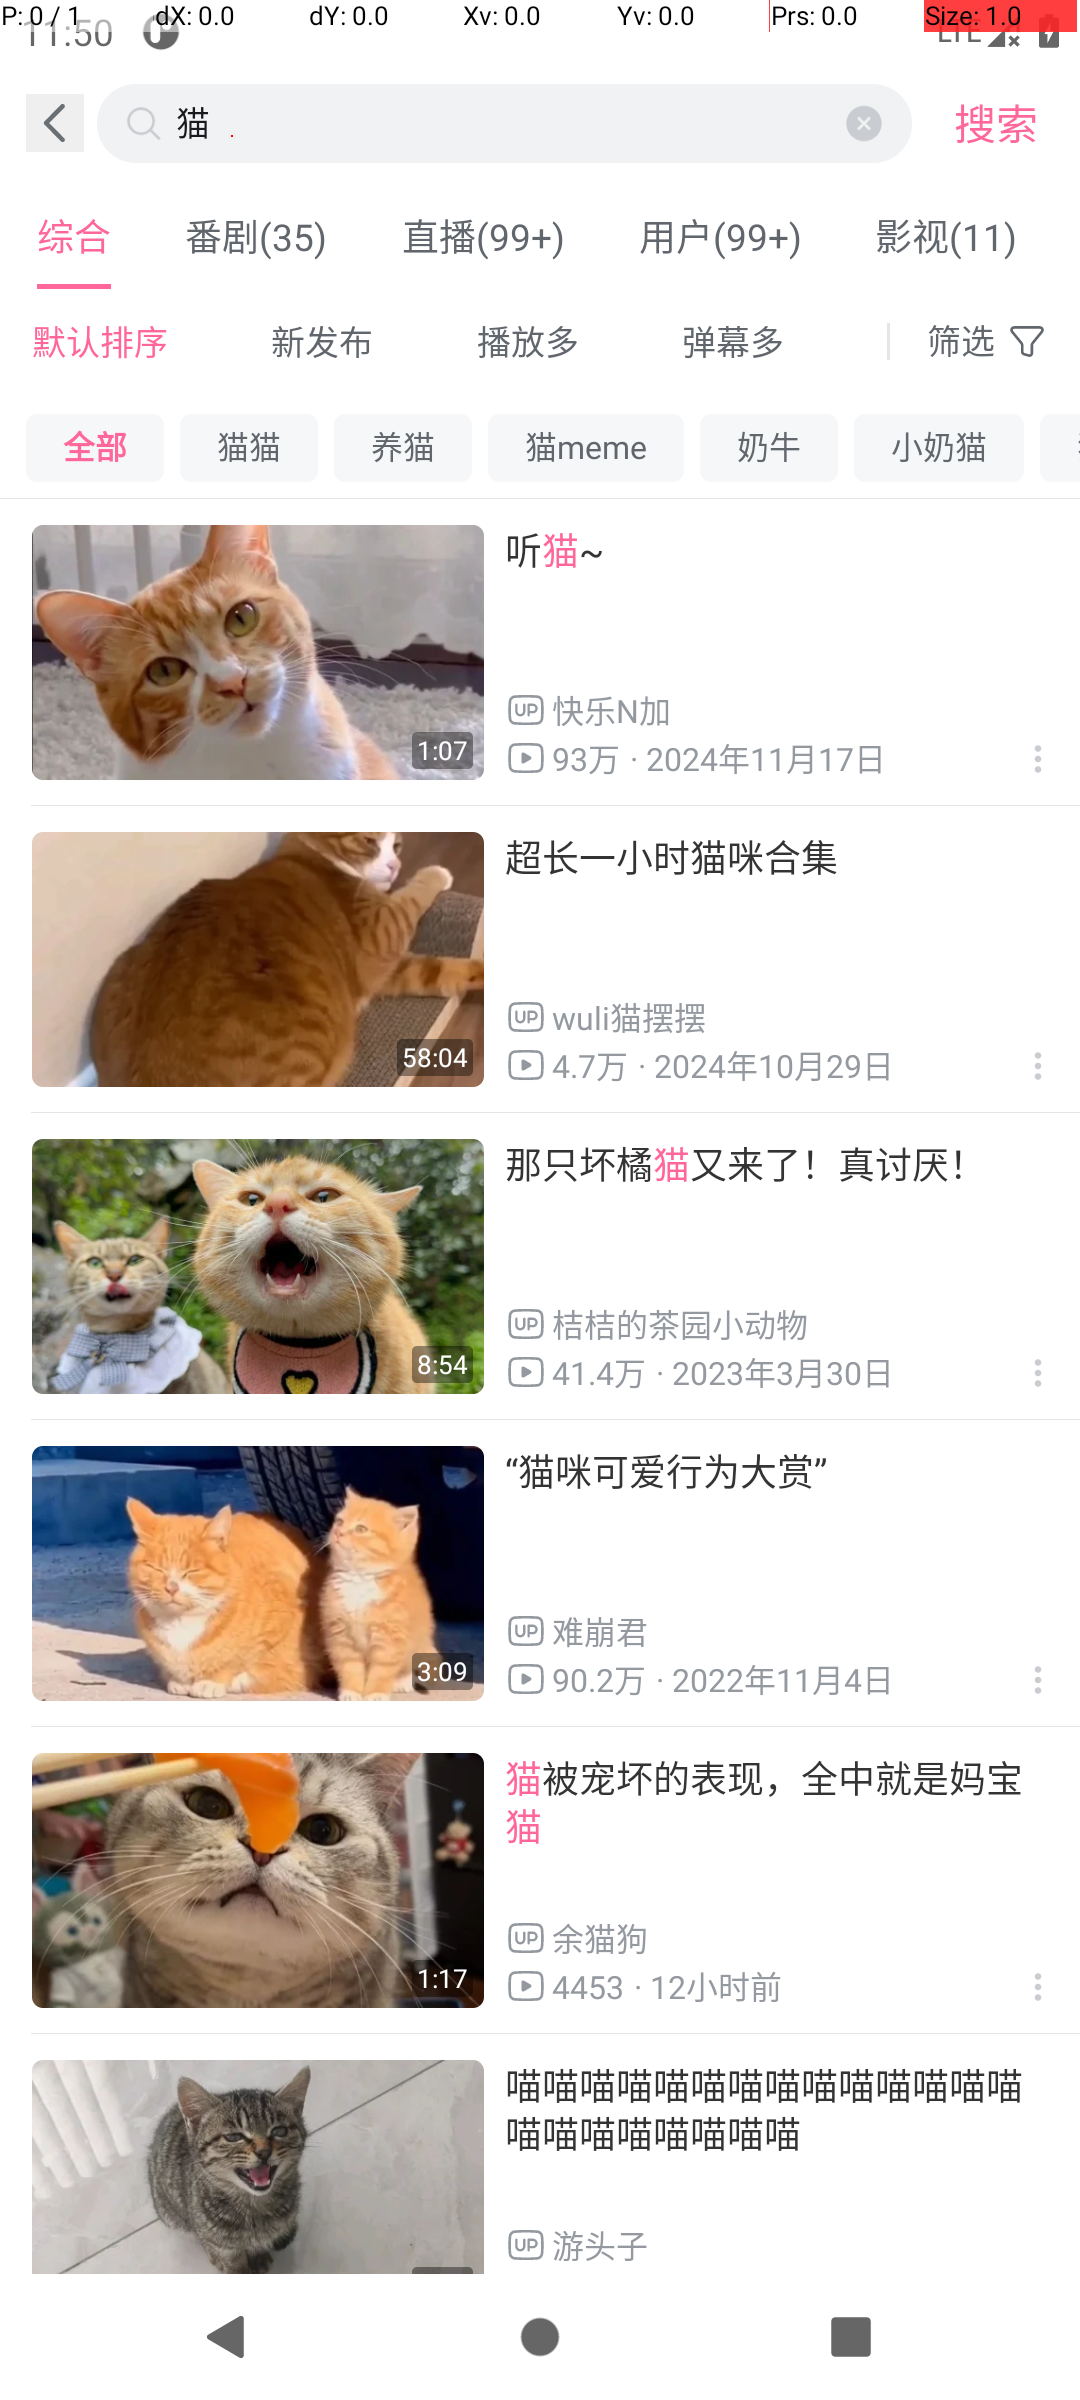 P: 0 / 1 dX: 0.0 dY: 0.0 Xv: 0.0 Yv: 0.0 Prs: 0.0 Size: 1.0
11:50 LTE
猫 搜索
综合 番剧(35) 直播(99+) 用户(99+) 影视(11)
默认排序 新发布 播放多 弹幕多 筛选
全部 猫猫 养猫 猫meme 奶牛 小奶猫
听猫~
UP 快乐N加
1:07
93万 · 2024年11月17日
超长一小时猫咪合集
UP wuli猫摆摆
58:04
4.7万 · 2024年10月29日
那只坏橘猫又来了！真讨厌！
UP 桔桔的茶园小动物
8:54
41.4万 · 2023年3月30日
“猫咪可爱行为大赏”
UP 难崩君
3:09
90.2万 · 2022年11月4日
猫被宠坏的表现，全中就是妈宝
猫
UP 余猫狗
1:17
4453 · 12小时前
喵喵喵喵喵喵喵喵喵喵喵喵喵喵
喵喵喵喵喵喵喵喵
UP 游头子